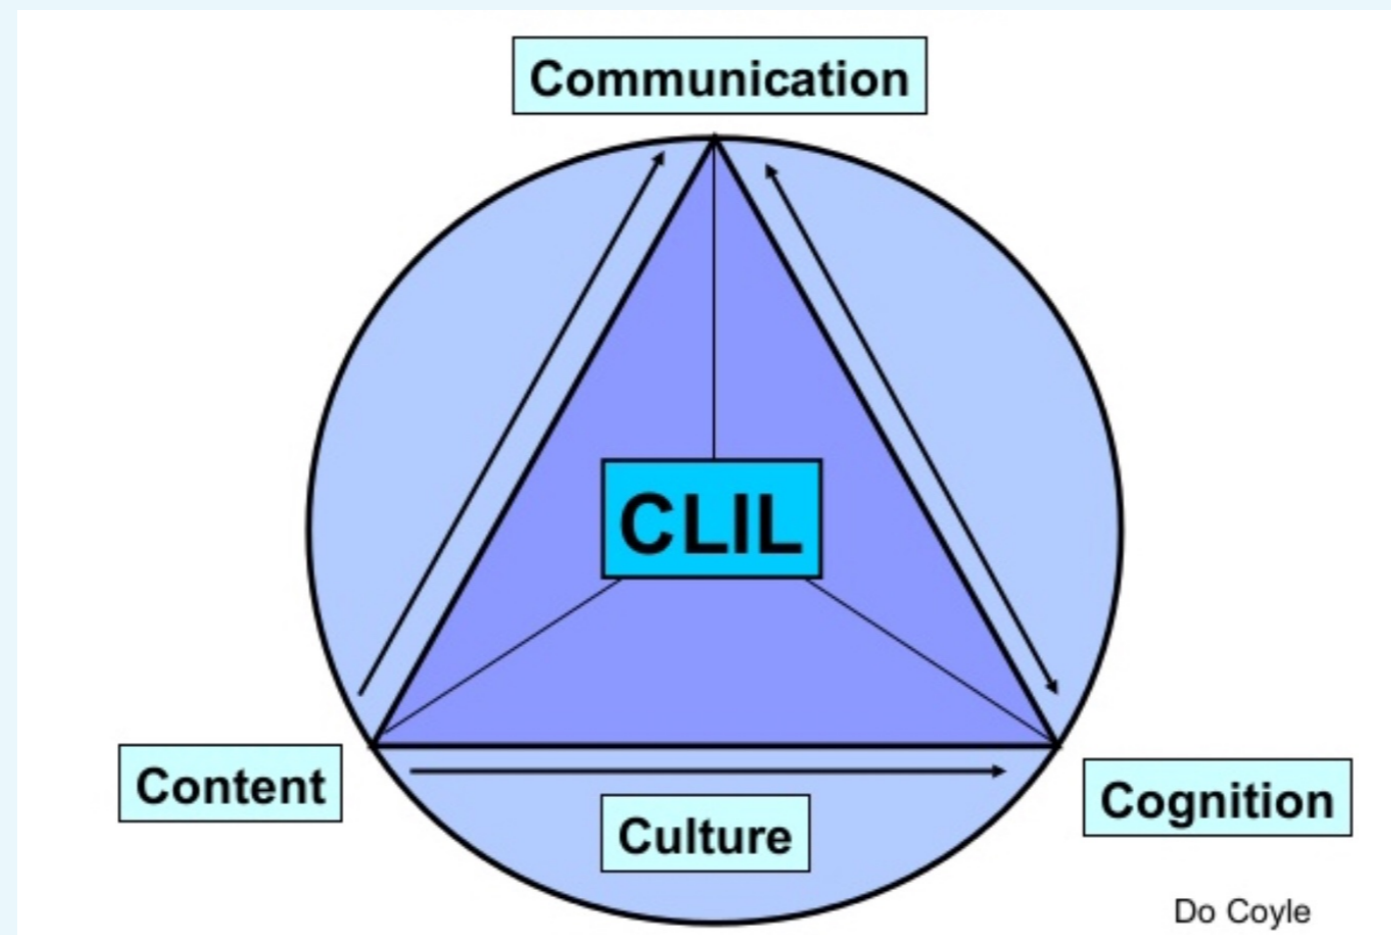 Communication
CLIL
Content
Culture
Cognition
Do Coyle